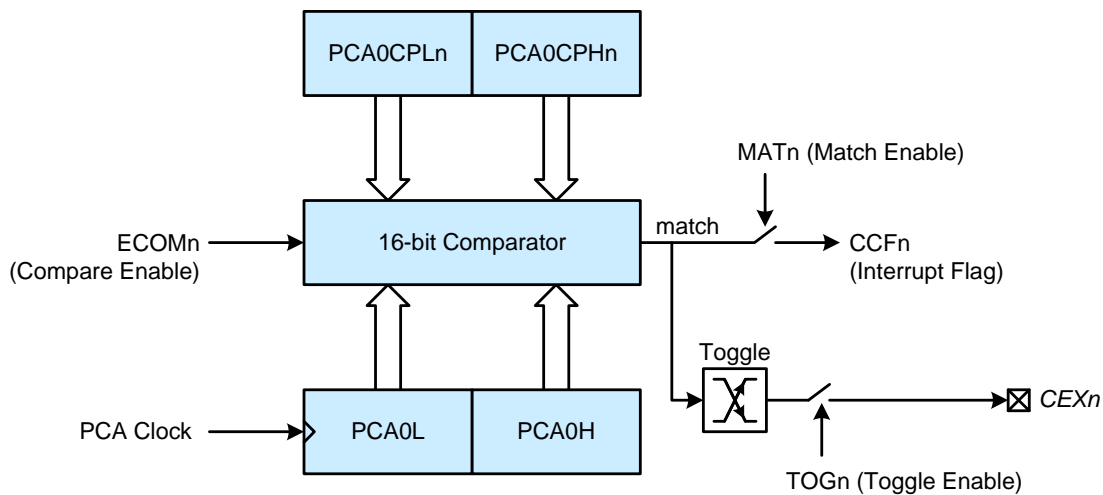 PCA0CPLn PCA0CPHn
MATn (Match Enable)
ECOMn
(Compare Enable)
16-bit Comparator
match
CCFn
(Interrupt Flag)
Toggle
CEXn
PCA Clock
PCA0L PCA0H
TOGn (Toggle Enable)